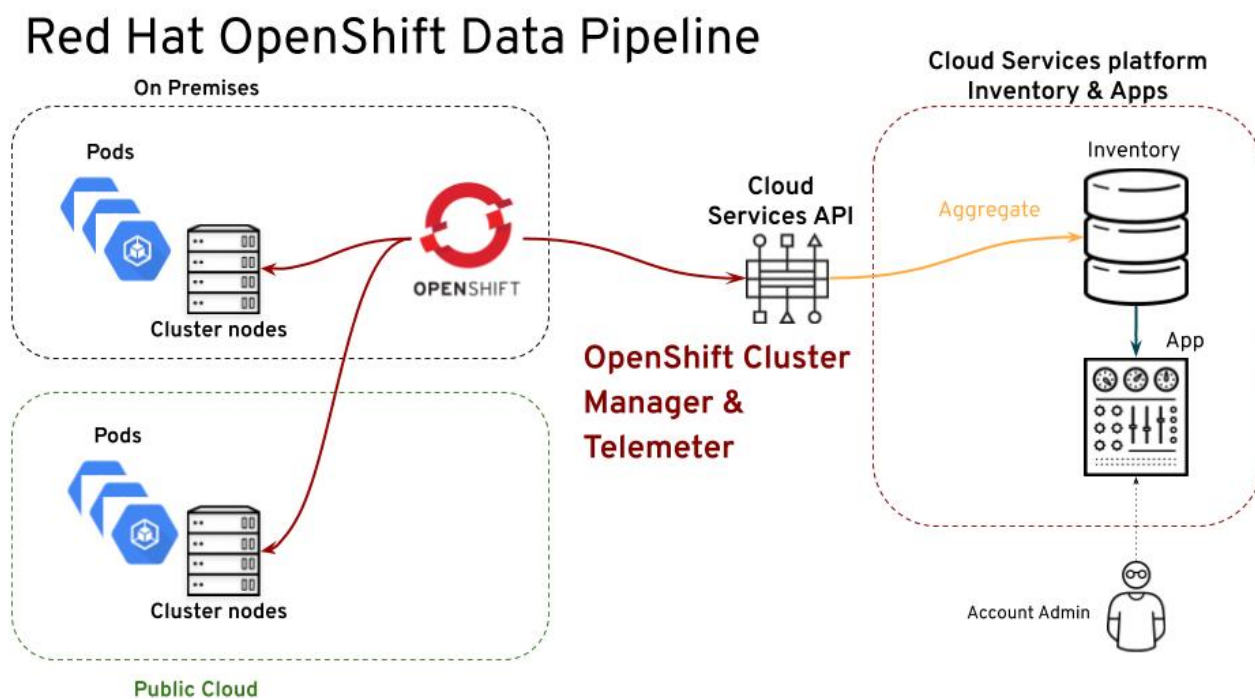 Red Hat OpenShift Data Pipeline
On Premises
Pods
Cluster nodes
OPENSHIFT
Pods
Cluster nodes
Public Cloud
Cloud
Services API
OpenShift Cluster
Manager &
Telemeter
Cloud Services platform
Inventory & Apps
Inventory
Aggregate
App
Account Admin